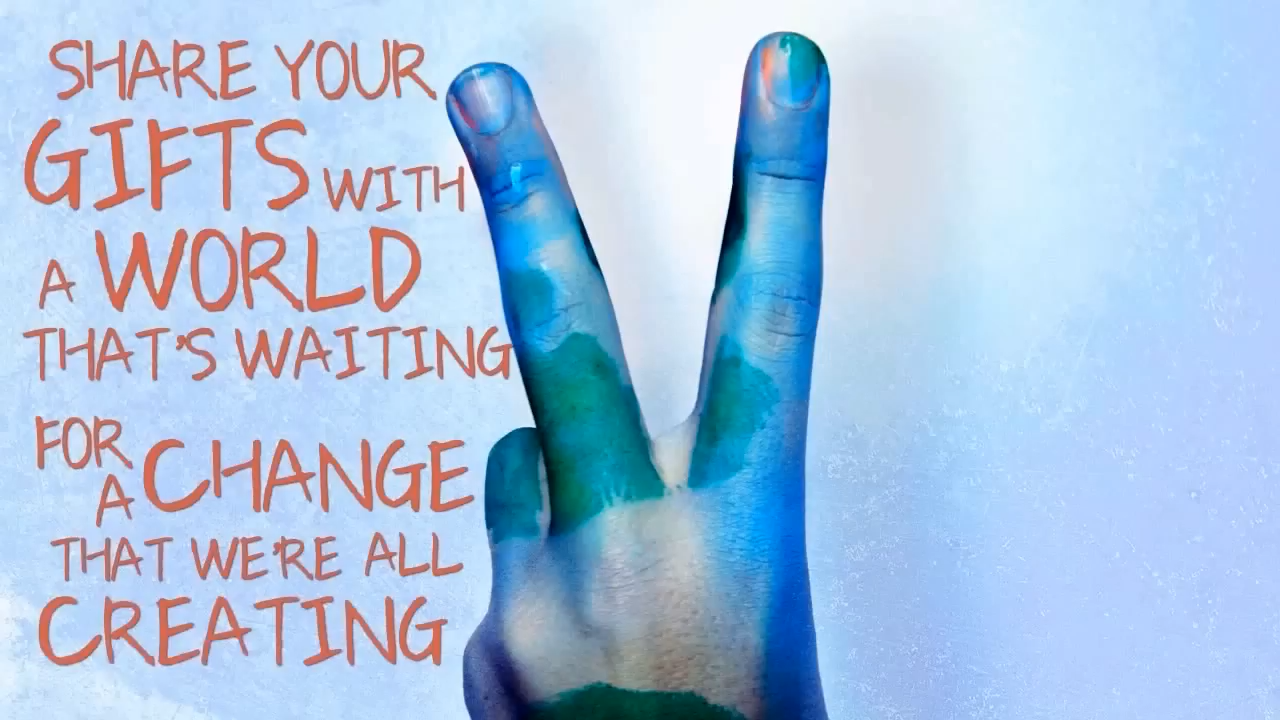 SHARE YOUR
GIFTS WITH
A WORLD
THAT'S WAITING
FOR
A CHANGE
THAT WE'RE ALL
CREATING